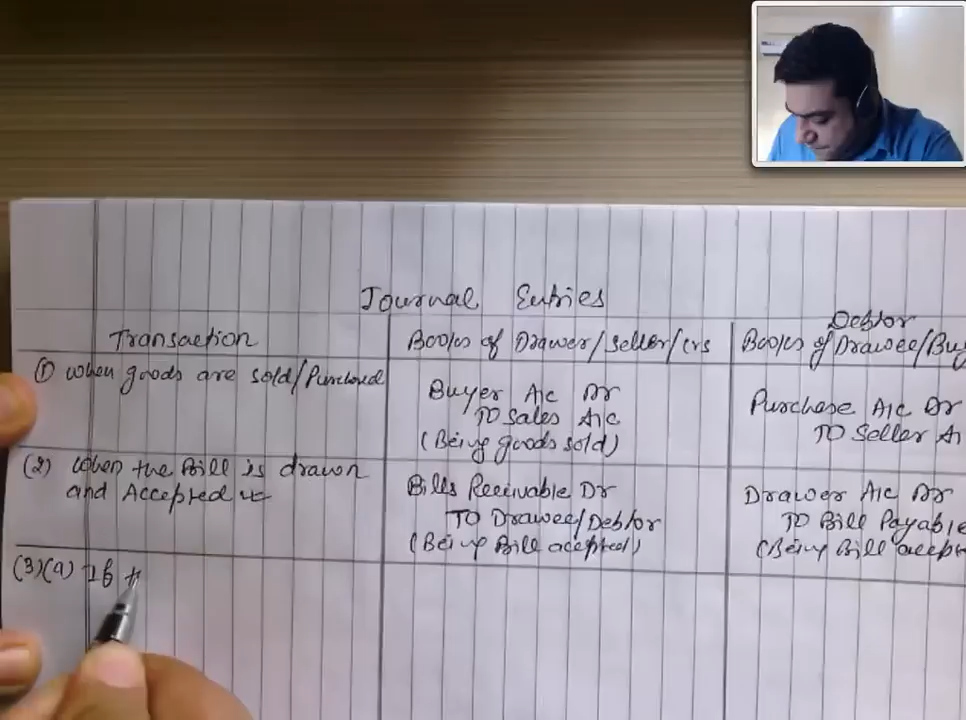 Journal Entries
Transaction
Books of Drawer/Seller/Crs
Debtor
Books of Drawee/Buy
(1) when goods are sold/Purchased
Buyer A/c Dr
To Sales A/c
(Being goods sold)
Purchase A/c Dr
To Seller A
(2) When the Bill is drawn
and Accepted
Bills Receivable Dr
To Drawee/Debtor
(Being Bill accepted)
Drawer A/c Dr
To Bill Payable
(Being Bill accept
(3)(a) If